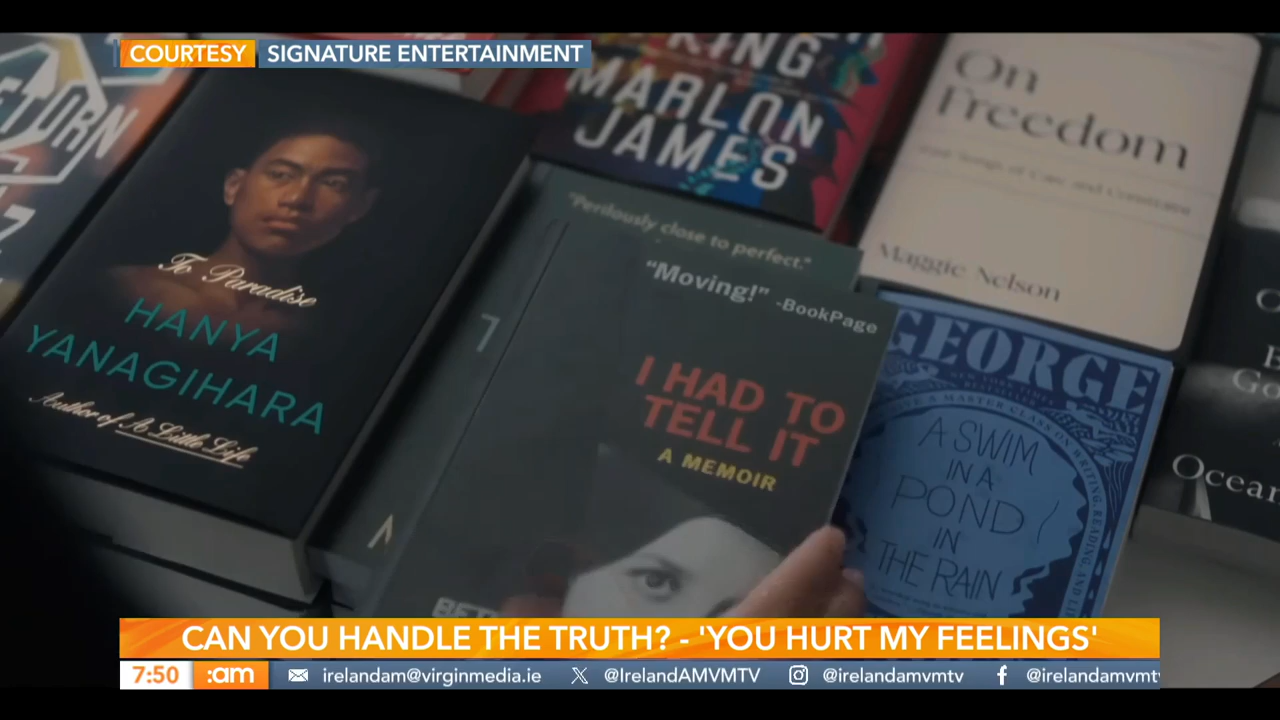 COURTESY SIGNATURE ENTERTAINMENT
KING
MARLON
JAMES
On
Freedom
Maggie Nelson
To Paradise
HANYA
YANAGIHARA
Author of A Little Life
"Perilously close to perfect."
"Moving!" -BookPage
I HAD TO
TELL IT
A MEMOIR
GEORGE
A SWIM
IN A
POND
IN
THE RAIN
CAN YOU HANDLE THE TRUTH? - 'YOU HURT MY FEELINGS'
7:50 :am irelandam@virginmedia.ie @IrelandAMVMTV @irelandamvmtv @irelandamvmt